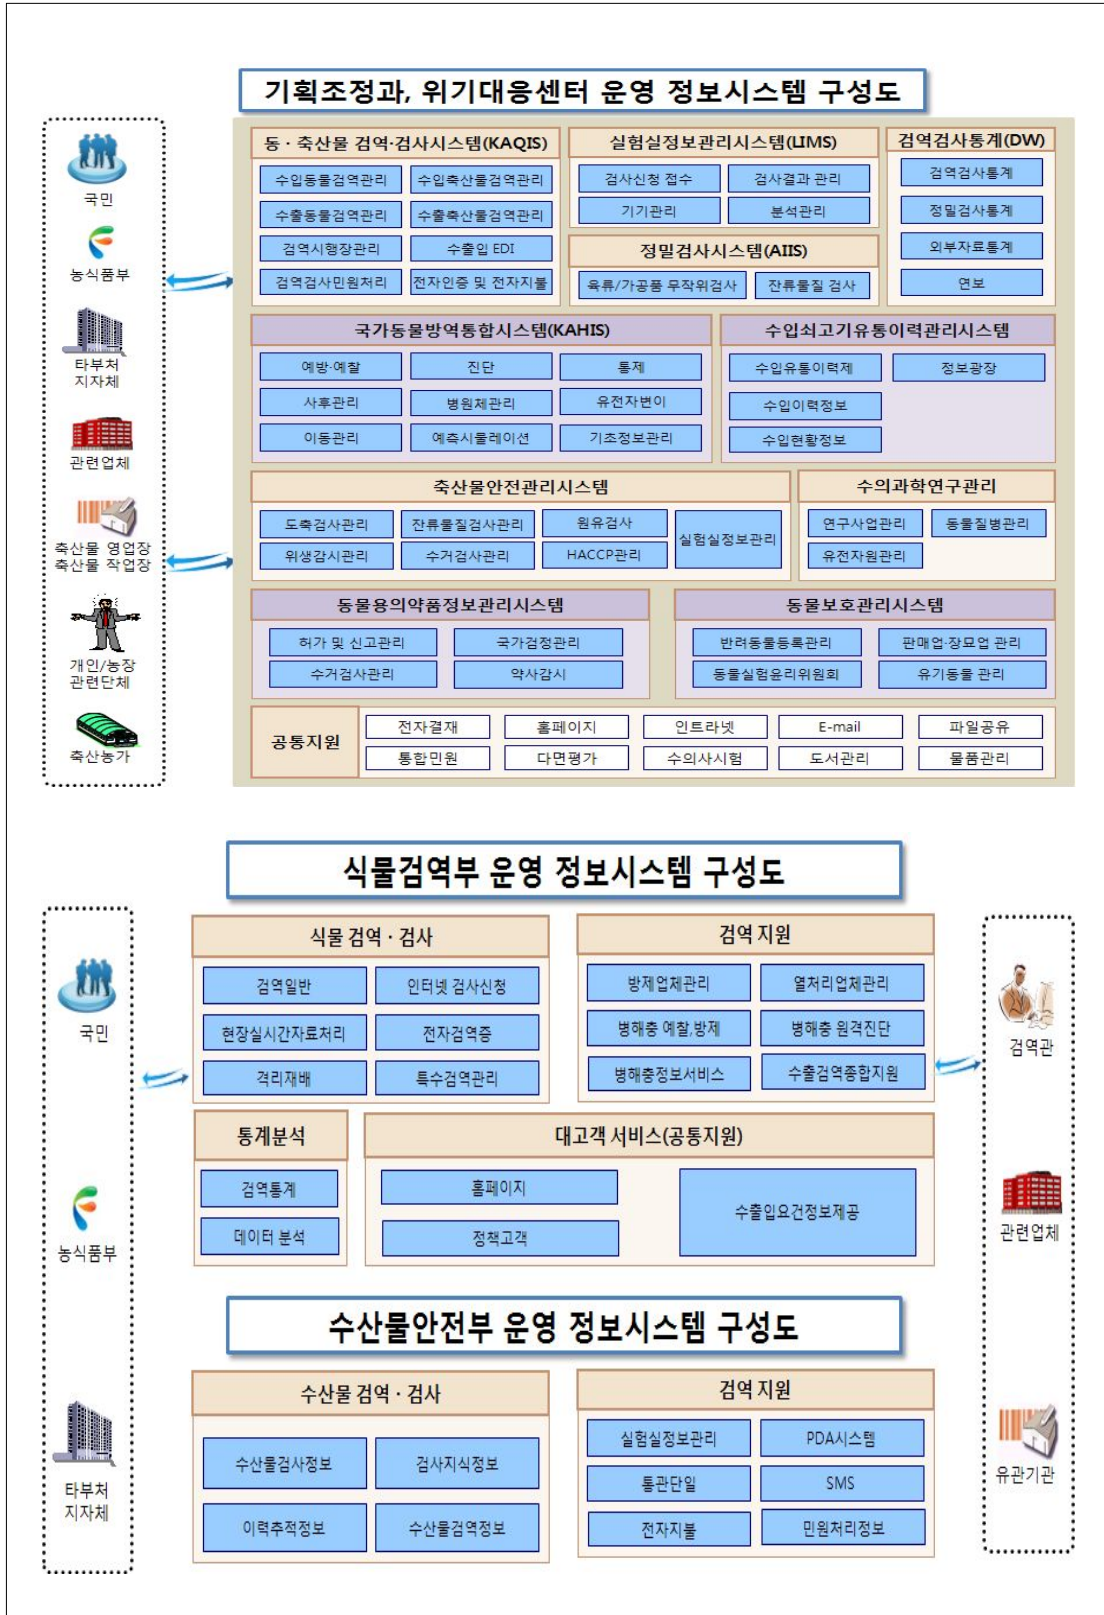 기획조정과, 위기대응센터 운영 정보시스템 구성도
국민
농식품부
타부처
지자체
관련업체
축산물 영업장
축산물 작업장
개인/농장
관련단체
축산농가
동 · 축산물 검역·검사시스템(KAQIS)
수입동물검역관리
수입축산물검역관리
수출동물검역관리
수출축산물검역관리
검역시행장관리
수출입 EDI
검역검사민원처리
전자인증 및 전자지불
실험실정보관리시스템(LIMS)
검사신청 접수
검사결과 관리
기기관리
분석관리
정밀검사시스템(AIIS)
육류/가공품 무작위검사
잔류물질 검사
검역검사통계(DW)
검역검사통계
정밀검사통계
외부자료통계
연보
국가동물방역통합시스템(KAHIS)
예방·예찰
진단
통제
사후관리
병원체관리
유전자변이
이동관리
예측시물레이션
기초정보관리
수입쇠고기유통이력관리시스템
수입유통이력제
정보광장
수입이력정보
수입현황정보
축산물안전관리시스템
도축검사관리
잔류물질검사관리
원유검사
실험실정보관리
위생감시관리
수거검사관리
HACCP관리
수의과학연구관리
연구사업관리
동물질병관리
유전자원관리
동물용의약품정보관리시스템
허가 및 신고관리
국가검정관리
수거검사관리
약사감시
동물보호관리시스템
반려동물등록관리
판매업·장묘업 관리
동물실험윤리위원회
유기동물 관리
공통지원
전자결재
홈페이지
인트라넷
E-mail
파일공유
통합민원
다면평가
수의사시험
도서관리
물품관리
식물검역부 운영 정보시스템 구성도
국민
농식품부
타부처
지자체
식물 검역 · 검사
검역일반
인터넷 검사신청
현장실시간자료처리
전자검역증
격리재배
특수검역관리
검역 지원
방제업체관리
열처리업체관리
병해충 예찰,방제
병해충 원격진단
병해충정보서비스
수출검역종합지원
통계분석
검역통계
데이터 분석
대고객 서비스(공통지원)
홈페이지
정책고객
수출입요건정보제공
검역관
관련업체
유관기관
수산물안전부 운영 정보시스템 구성도
수산물 검역 · 검사
수산물검사정보
검사지식정보
이력추적정보
수산물검역정보
검역 지원
실험실정보관리
PDA시스템
통관단일
SMS
전자지불
민원처리정보